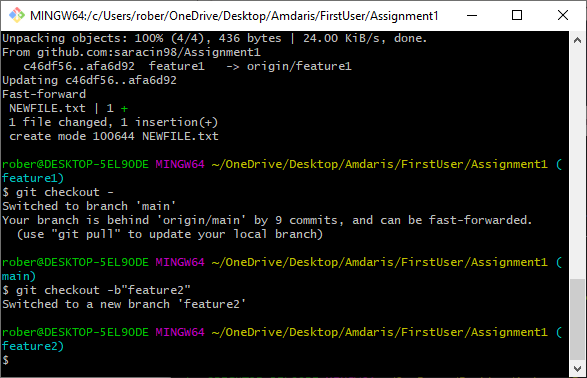 MINGW64:/c/Users/rober/OneDrive/Desktop/Amdaris/FirstUser/Assignment1
Unpacking objects: 100% (4/4), 436 bytes | 24.00 KiB/s, done.
From github.com:saracin98/Assignment1
   c46df56..afa6d92  feature1   -> origin/feature1
Updating c46df56..afa6d92
Fast-forward
 NEWFILE.txt | 1 +
 1 file changed, 1 insertion(+)
 create mode 100644 NEWFILE.txt
rober@DESKTOP-5EL9ODE MINGW64 ~/OneDrive/Desktop/Amdaris/FirstUser/Assignment1 (
feature1)
$ git checkout -
Switched to branch 'main'
Your branch is behind 'origin/main' by 9 commits, and can be fast-forwarded.
  (use "git pull" to update your local branch)
rober@DESKTOP-5EL9ODE MINGW64 ~/OneDrive/Desktop/Amdaris/FirstUser/Assignment1 (
main)
$ git checkout -b"feature2"
Switched to a new branch 'feature2'
rober@DESKTOP-5EL9ODE MINGW64 ~/OneDrive/Desktop/Amdaris/FirstUser/Assignment1 (
feature2)
$